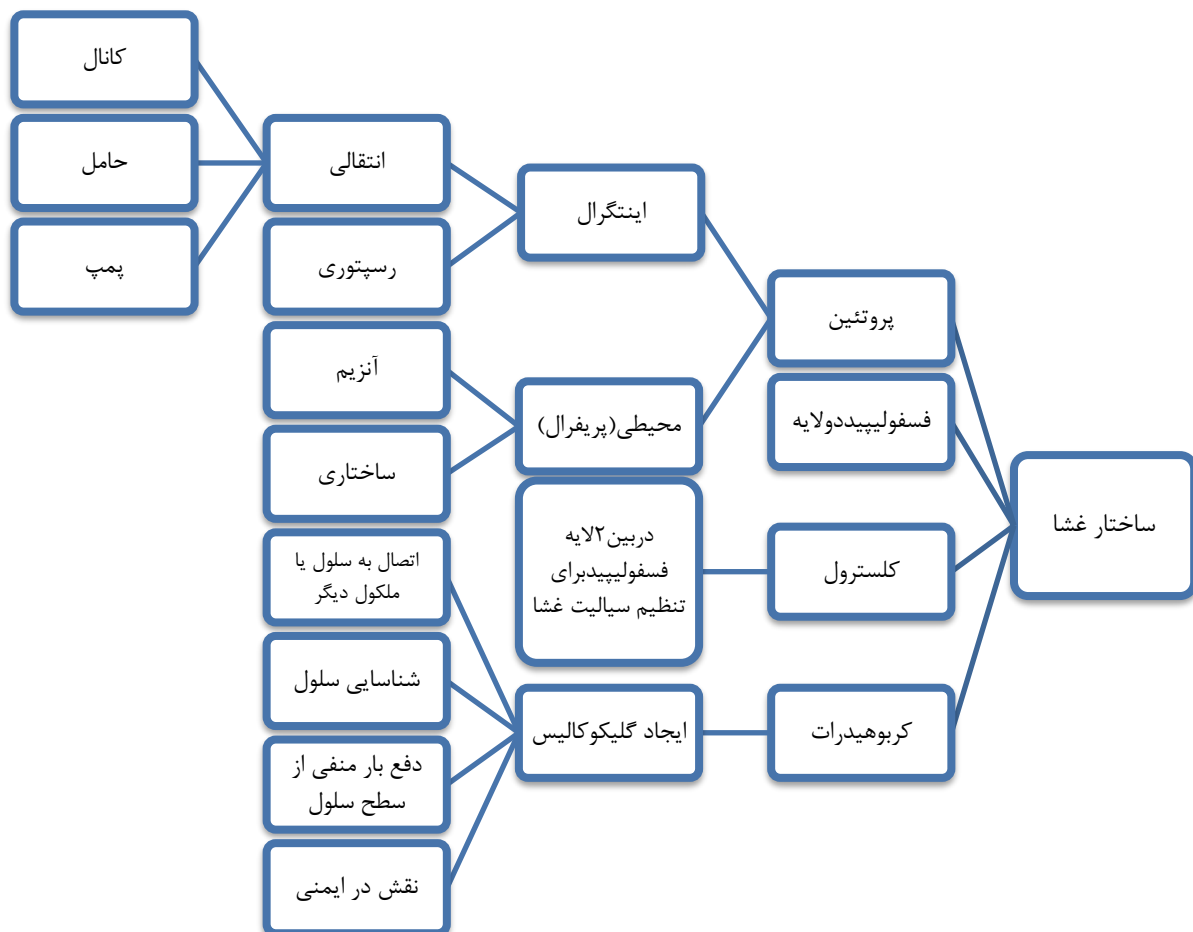 ساختار غشا
پروتئین
اینتگرال
انتقالی
کانال
حامل
پمپ
رسپتوری
محیطی(پریفرال)
آنزیم
ساختاری
فسفولیپیددولایه
کلسترول
دربین۲لایه
فسفولیپیدبرای
تنظیم سیالیت غشا
کربوهیدرات
ایجاد گلیکوکالیس
اتصال به سلول یا
ملکول دیگر
شناسایی سلول
دفع بار منفی از
سطح سلول
نقش در ایمنی